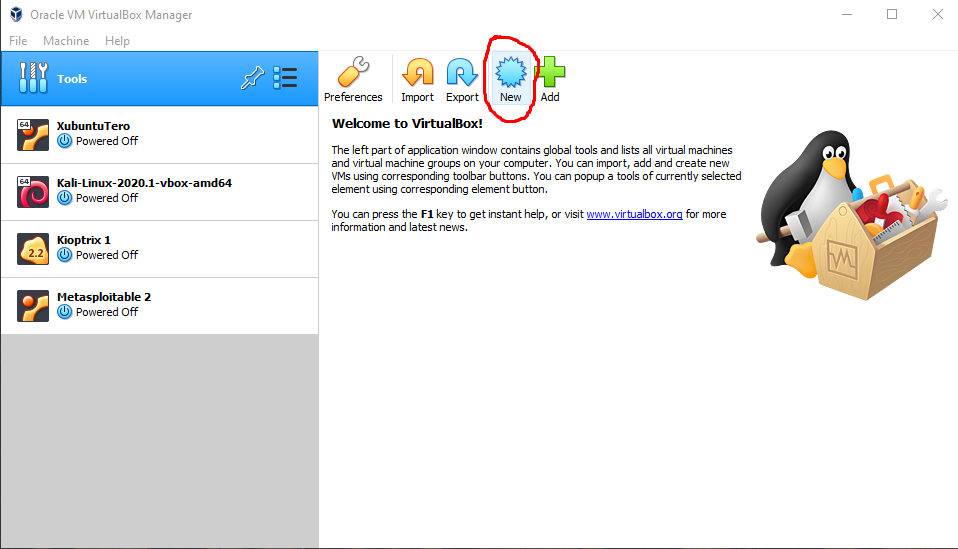 Oracle VM VirtualBox Manager
File Machine Help
Tools
Preferences Import Export New Add
64
XubuntuTero
Powered Off
64
Kali-Linux-2020.1-vbox-amd64
Powered Off
2.2
Kioptrix 1
Powered Off
Metasploitable 2
Powered Off
Welcome to VirtualBox!
The left part of application window contains global tools and lists all virtual machines
and virtual machine groups on your computer. You can import, add and create new
VMs using corresponding toolbar buttons. You can popup a tools of currently selected
element using corresponding element button.
You can press the F1 key to get instant help, or visit www.virtualbox.org for more
information and latest news.